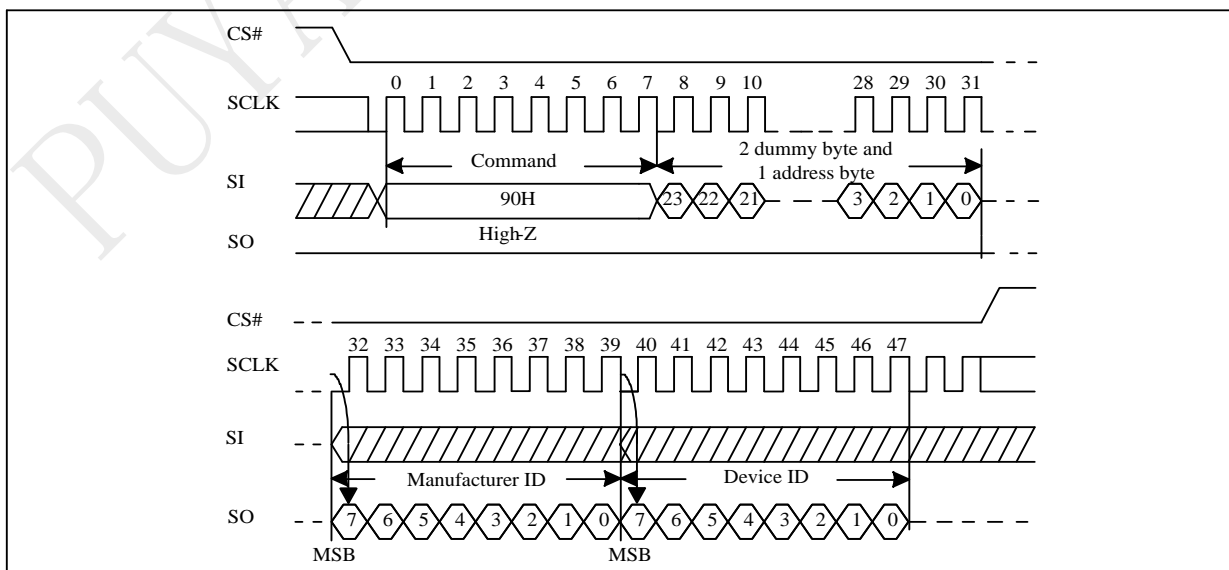 PUYA
CS#
0 1 2 3 4 5 6 7 8 9 10 28 29 30 31
SCLK
Command
2 dummy byte and
1 address byte
SI
90H
23 22 21 3 2 1 0
High-Z
SO
CS#
32 33 34 35 36 37 38 39 40 41 42 43 44 45 46 47
SCLK
SI
Manufacturer ID
Device ID
SO
7 6 5 4 3 2 1 0 7 6 5 4 3 2 1 0
MSB
MSB